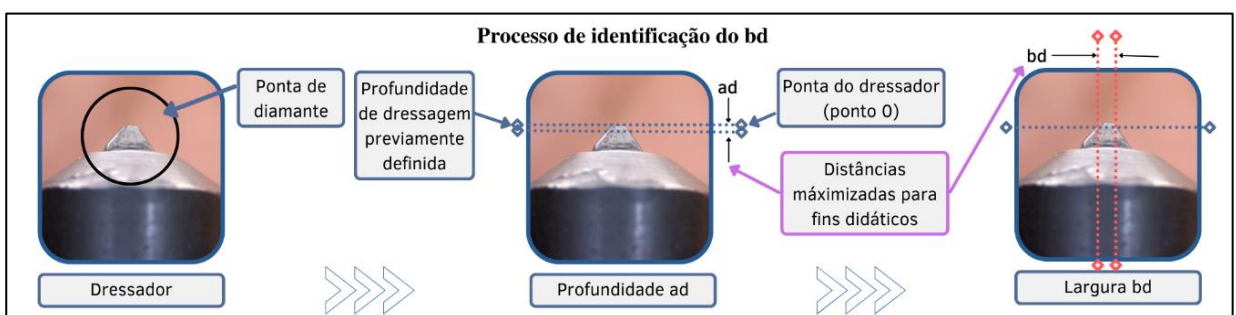 Processo de identificação do bd
Ponta de
diamante
Profundidade
de dressagem
previamente
definida
ad
Ponta do dressador
(ponto 0)
Distâncias
máximizadas para
fins didáticos
bd
Dressador
Profundidade ad
Largura bd